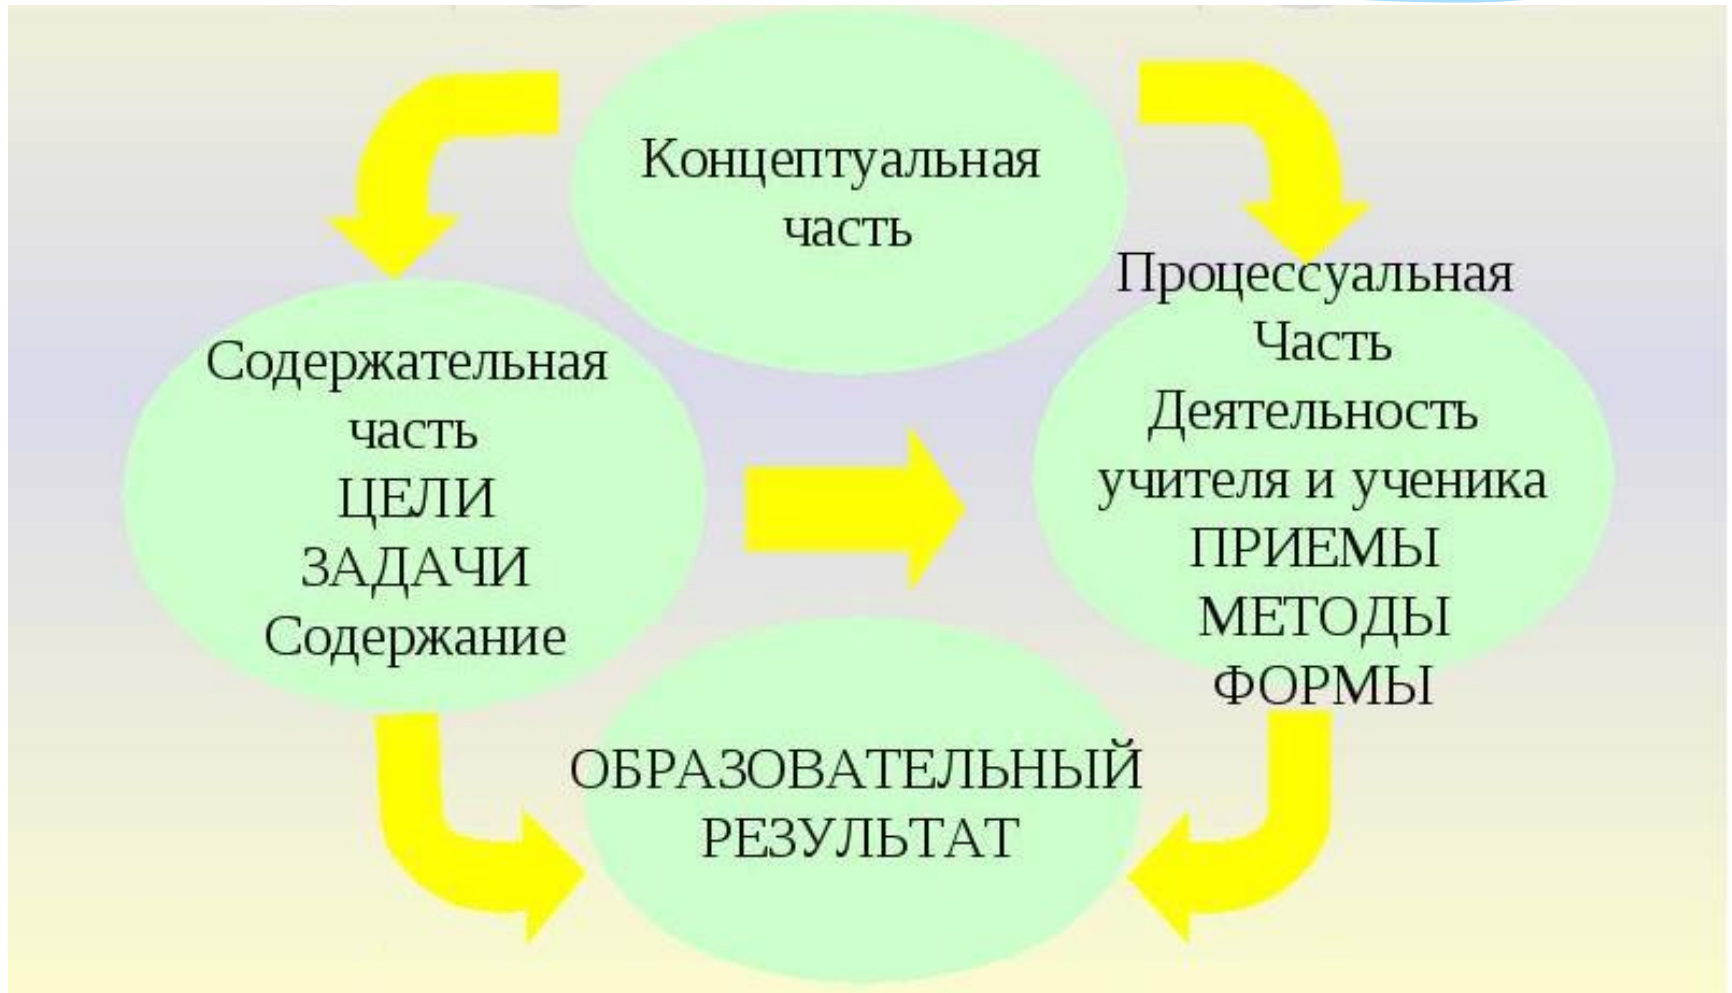 Концептуальная
часть
Содержательная
часть
ЦЕЛИ
ЗАДАЧИ
Содержание
Процессуальная
Часть
Деятельность
учителя и ученика
ПРИЕМЫ
МЕТОДЫ
ФОРМЫ
ОБРАЗОВАТЕЛЬНЫЙ
РЕЗУЛЬТАТ